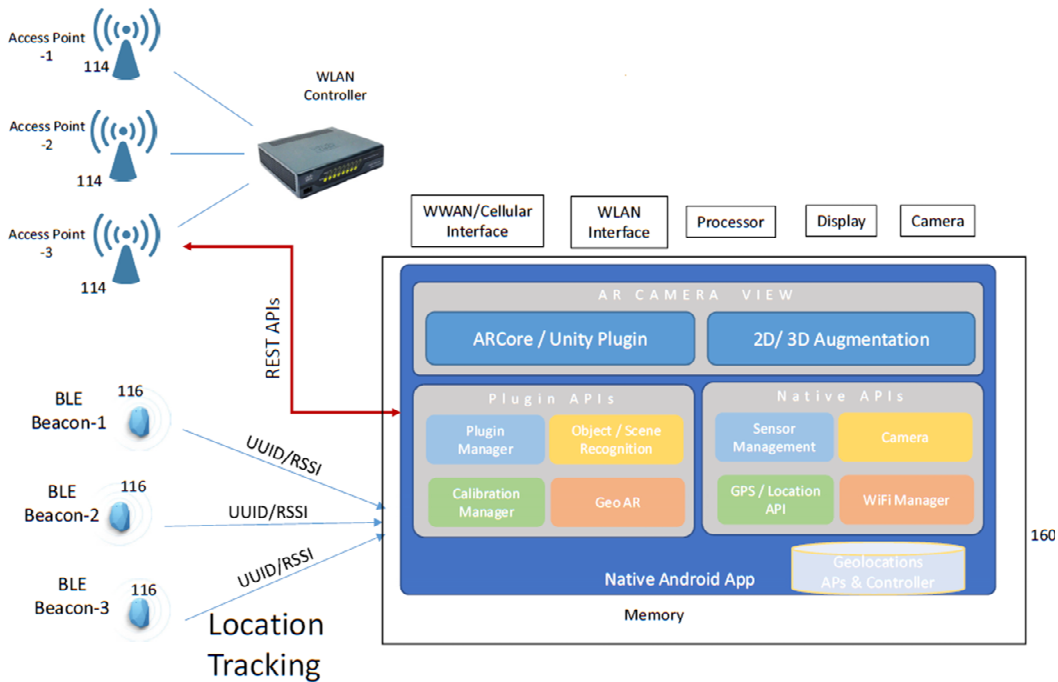 Access Point
-1
114
WLAN
Controller
Access Point
-2
114
Access Point
-3
114
REST APIs
WWAN/Cellular
Interface
WLAN
Interface
Processor
Display
Camera
AR CAMERA VIEW
ARCore / Unity Plugin
2D/ 3D Augmentation
Plugin APIs
Plugin
Manager
Object / Scene
Recognition
Calibration
Manager
Geo AR
Native APIs
Sensor
Management
Camera
GPS / Location
API
WiFi Manager
Geolocations
APs & Controller
Native Android App
Memory
160
BLE
Beacon-1
116
UUID/RSSI
BLE
Beacon-2
116
UUID/RSSI
BLE
Beacon-3
116
UUID/RSSI
Location
Tracking